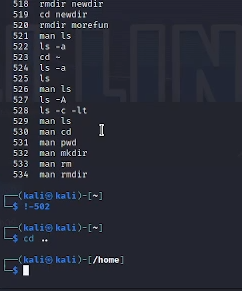 518 rmdir newdir
519 cd newdir
520 rmdir morefun
521 man ls
522 ls -a
523 cd ~
524 ls -a
525 ls
526 man ls
527 ls -A
528 ls -c -lt
529 man ls
530 man cd
531 man pwd
532 man mkdir
533 man rm
534 man rmdir
┌──(kali㉿kali)-[~]
└─$ !-502
┌──(kali㉿kali)-[~]
└─$ cd ..
┌──(kali㉿kali)-[/home]
└─$